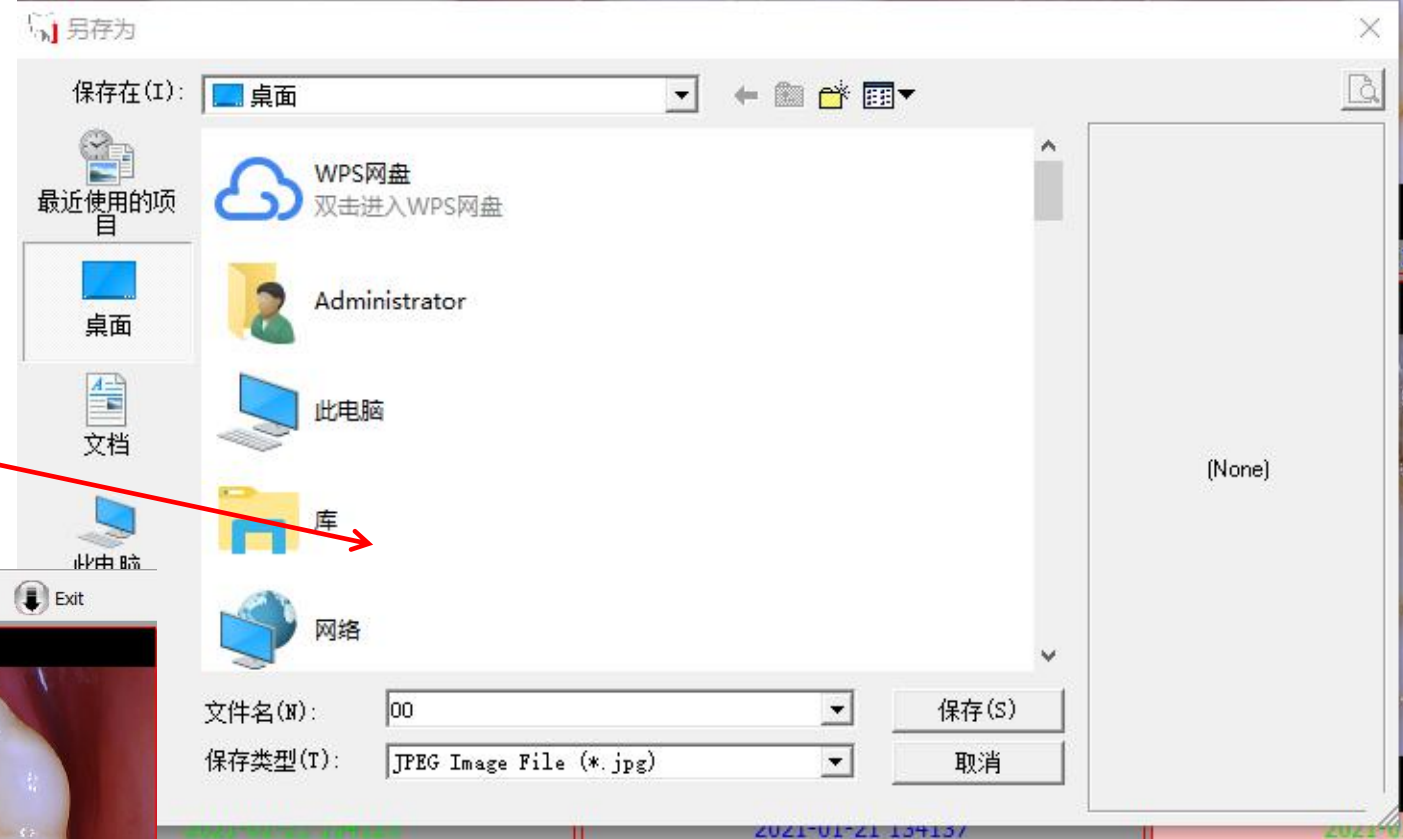 另存为
保存在(I):
桌面
最近使用的项
目
桌面
文档
此电脑
WPS网盘
双击进入WPS网盘
Administrator
此电脑
库
网络
(None)
文件名(N):
00
保存(S)
保存类型(T):
JPEG Image File (*.jpg)
取消
Exit
2021-01-21 134137